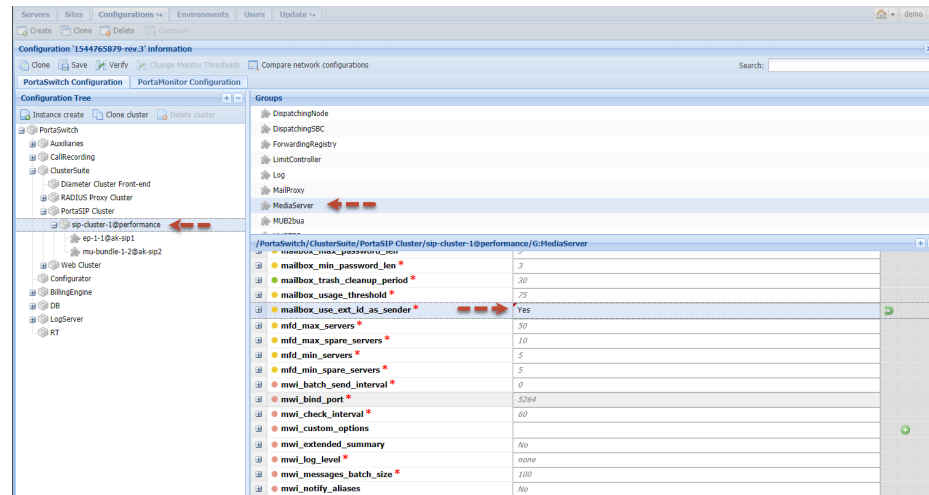 Servers Sites Configurations Environments Users Update demo
Create Clone Delete Compare
Configuration '1544765879-rev.3' information
Clone Save Verify Change Monitor Thresholds Compare network configurations Search:
PortaSwitch Configuration PortaMonitor Configuration
Configuration Tree
Instance create Clone cluster Delete cluster
PortaSwitch
Auxiliaries
CallRecording
ClusterSuite
Diameter Cluster Front-end
RADIUS Proxy Cluster
PortaSIP Cluster
sip-cluster-1@performance
ep-1-1@ak-sip1
mu-bundle-1-2@ak-sip2
Web Cluster
Configurator
BillingEngine
DB
LogServer
RT
Groups
DispatchingNode
DispatchingSBC
ForwardingRegistry
LimitController
Log
MailProxy
MediaServer
MUB2bua
/PortaSwitch/ClusterSuite/PortaSIP Cluster/sip-cluster-1@performance/G:MediaServer
mailbox_max_password_len
mailbox_min_password_len * 3
mailbox_trash_cleanup_period * 30
mailbox_usage_threshold * 75
mailbox_use_ext_id_as_sender * Yes
mfd_max_servers * 50
mfd_max_spare_servers * 10
mfd_min_servers * 5
mfd_min_spare_servers * 5
mwi_batch_send_interval * 0
mwi_bind_port * 5264
mwi_check_interval * 60
mwi_custom_options
mwi_extended_summary No
mwi_log_level * none
mwi_messages_batch_size * 100
mwi_notify_aliases No